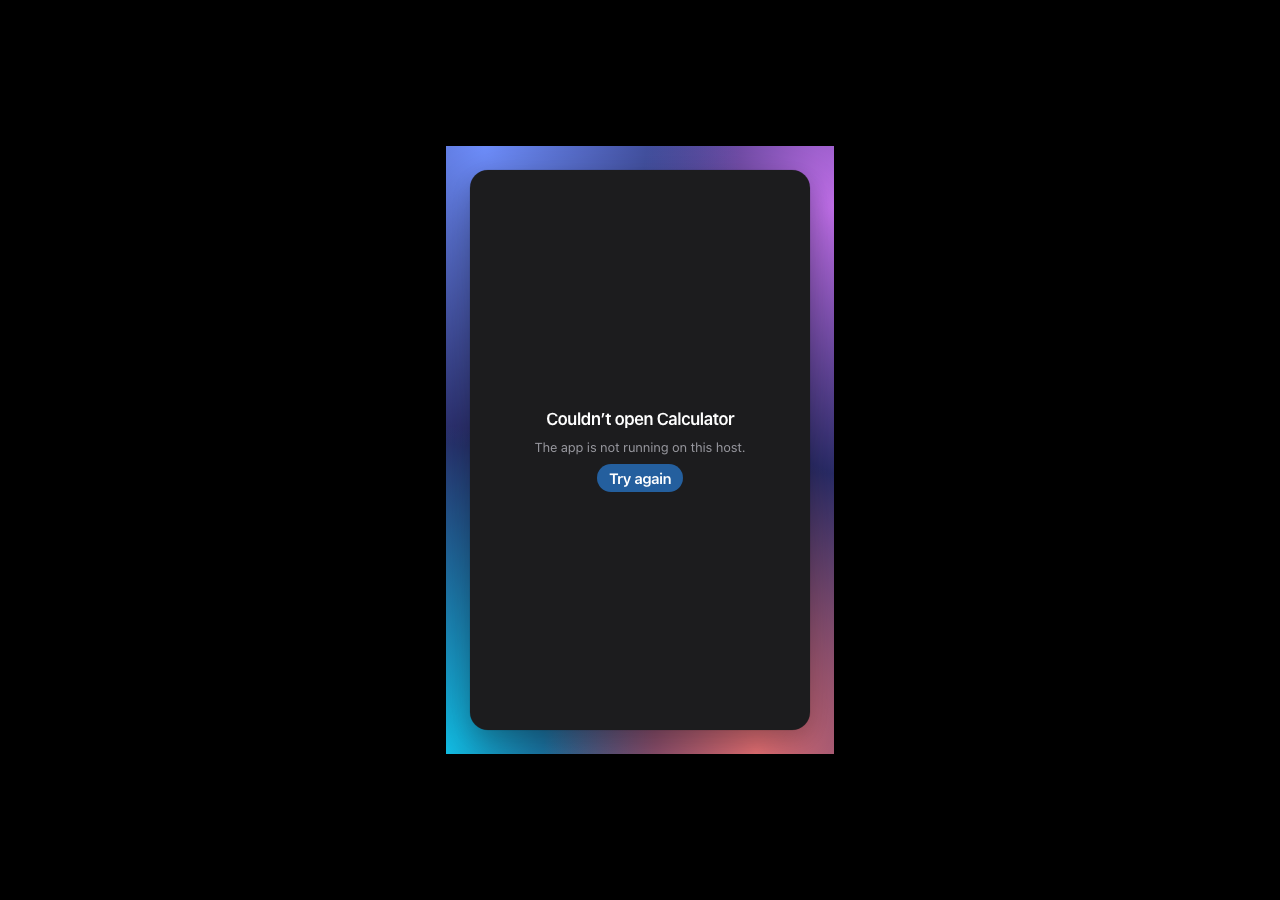 Couldn’t open Calculator
The app is not running on this host.
Try again